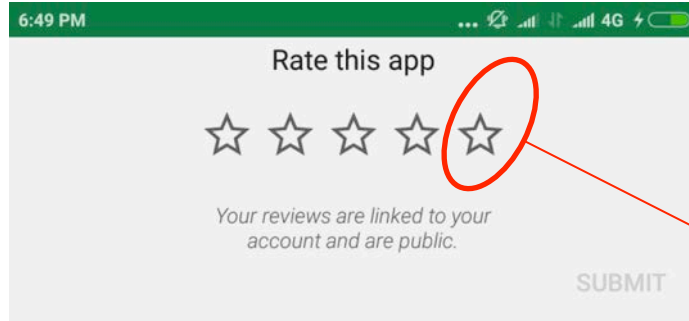 6:49 PM ... 4G
Rate this app
Your reviews are linked to your
account and are public.
SUBMIT